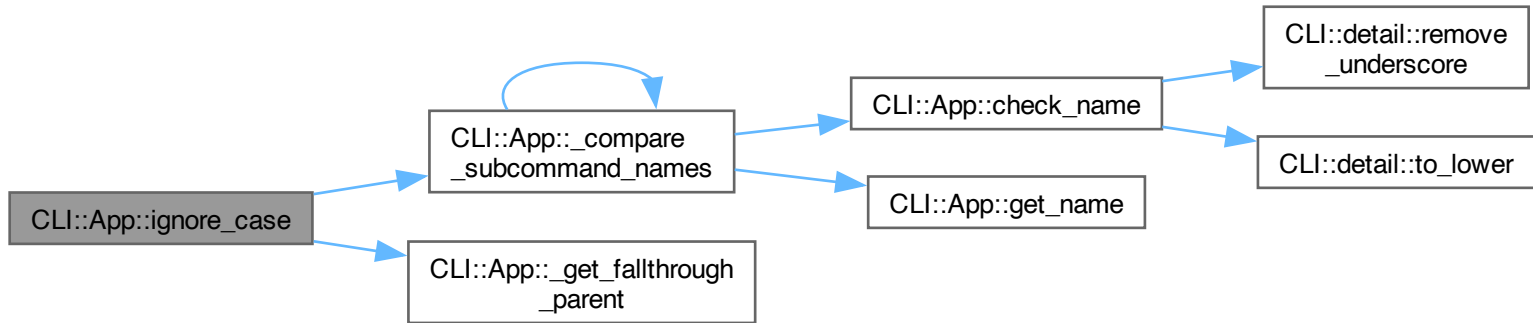 CLI::App::ignore_case
CLI::App::_compare
_subcommand_names
CLI::App::_get_fallthrough
_parent
CLI::App::check_name
CLI::App::get_name
CLI::detail::remove
_underscore
CLI::detail::to_lower